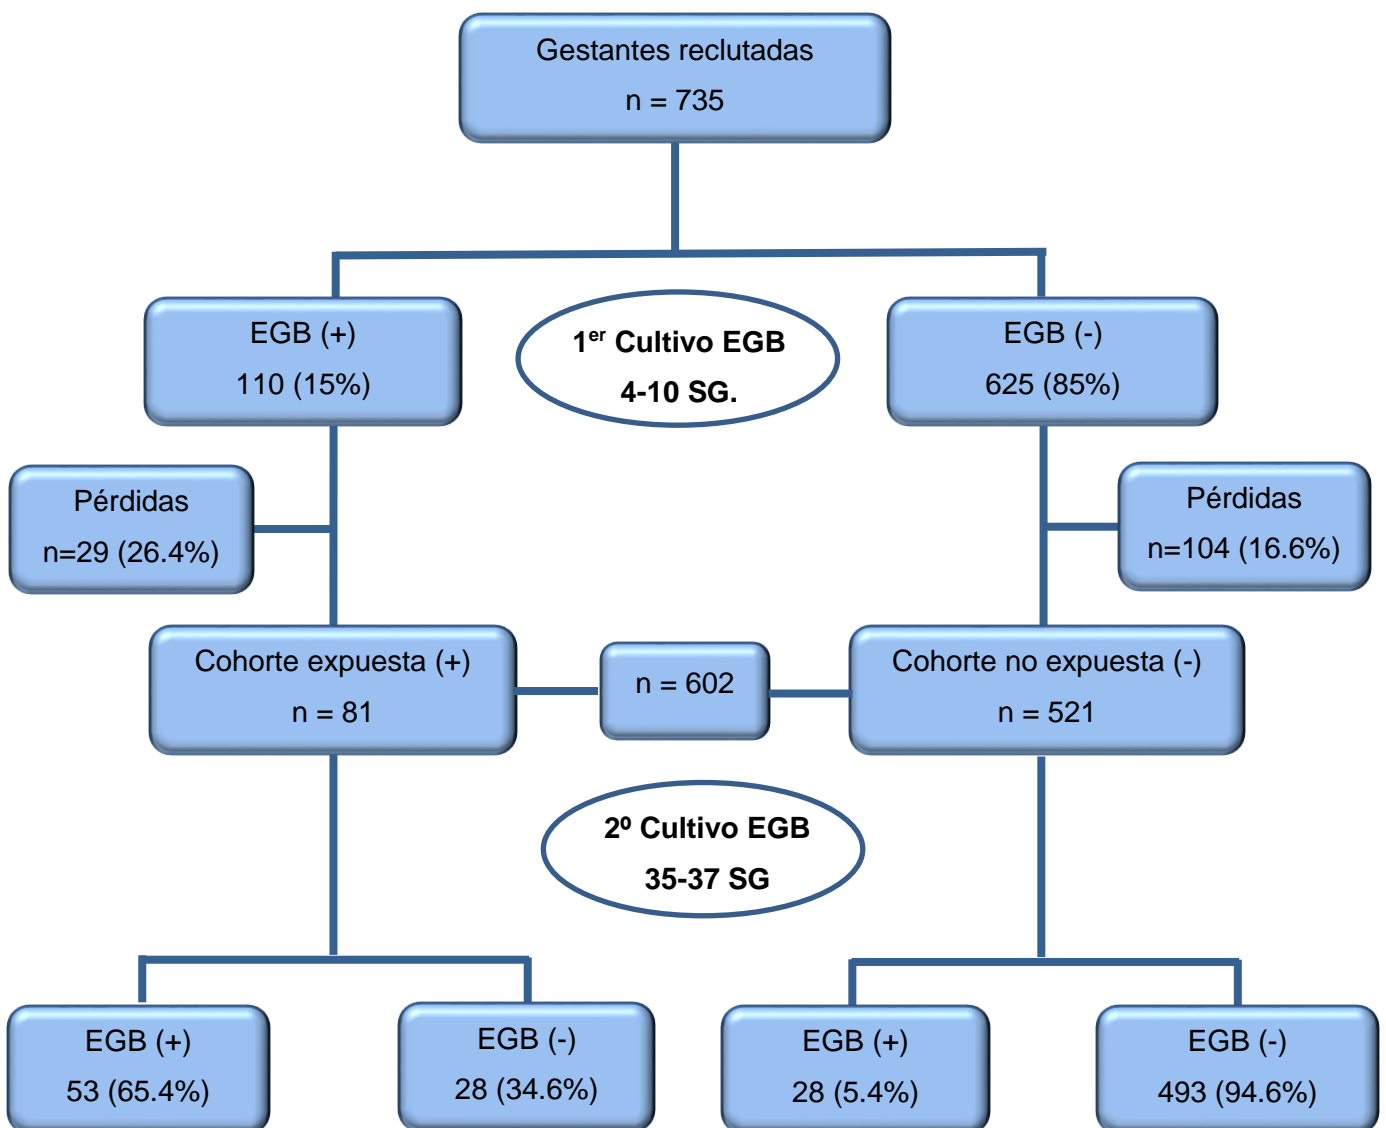 Gestantes reclutadas
n = 735
EGB (+)
110 (15%)
1er Cultivo EGB
4-10 SG.
EGB (-)
625 (85%)
Pérdidas
n=29 (26.4%)
Pérdidas
n=104 (16.6%)
Cohorte expuesta (+)
n = 81
n = 602
Cohorte no expuesta (-)
n = 521
2º Cultivo EGB
35-37 SG
EGB (+)
53 (65.4%)
EGB (-)
28 (34.6%)
EGB (+)
28 (5.4%)
EGB (-)
493 (94.6%)